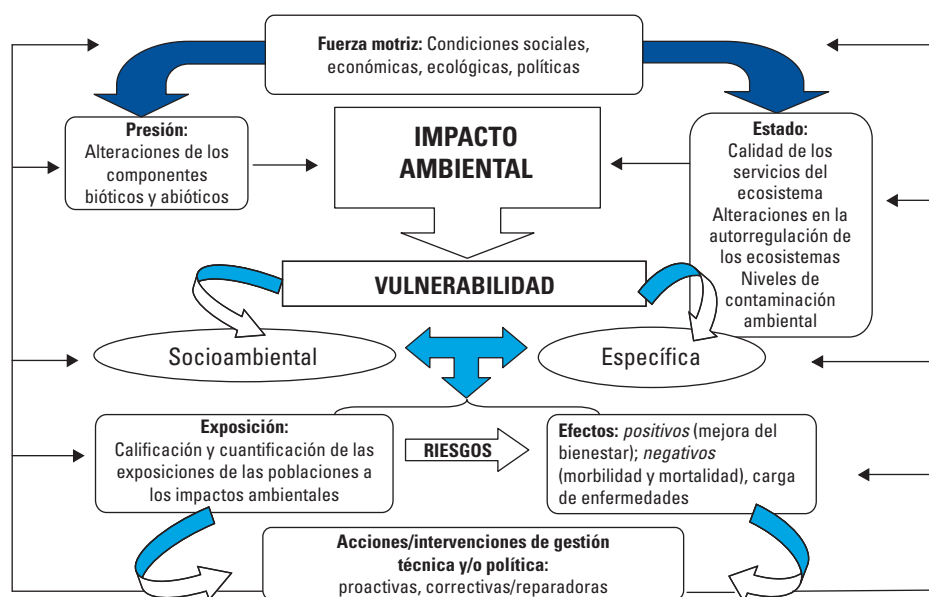 Fuerza motriz: Condiciones sociales,
económicas, ecológicas, políticas
Presión:
Alteraciones de los
componentes
bióticos y abióticos
IMPACTO
AMBIENTAL
Estado:
Calidad de los
servicios del
ecosistema
Alteraciones en la
autorregulación de
los ecosistemas
Niveles de
contaminación
ambiental
VULNERABILIDAD
Socioambiental
Específica
Exposición:
Calificación y cuantificación de las
exposiciones de las poblaciones a
los impactos ambientales
RIESGOS
Efectos: positivos (mejora del
bienestar); negativos
(morbilidad y mortalidad), carga
de enfermedades
Acciones/intervenciones de gestión
técnica y/o política:
proactivas, correctivas/reparadoras